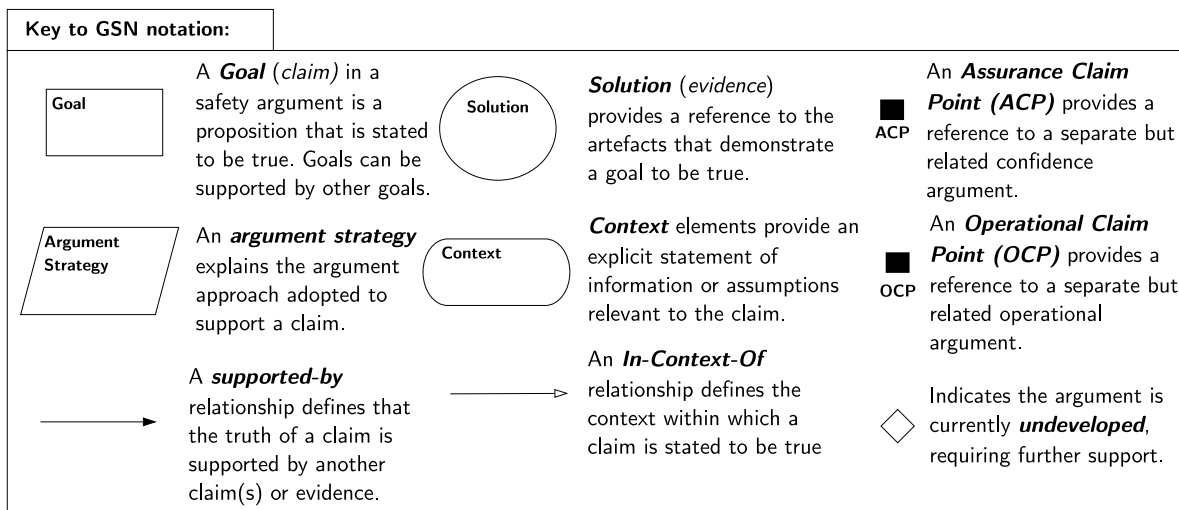 Key to GSN notation:
Goal
A Goal (claim) in a
safety argument is a
proposition that is stated
to be true. Goals can be
supported by other goals.
Solution
Solution (evidence)
provides a reference to the
artefacts that demonstrate
a goal to be true.
ACP
An Assurance Claim
Point (ACP) provides a
reference to a separate but
related confidence
argument.
Argument
Strategy
An argument strategy
explains the argument
approach adopted to
support a claim.
Context
Context elements provide an
explicit statement of
information or assumptions
relevant to the claim.
OCP
An Operational Claim
Point (OCP) provides a
reference to a separate but
related operational
argument.
A supported-by
relationship defines that
the truth of a claim is
supported by another
claim(s) or evidence.
An In-Context-Of
relationship defines the
context within which a
claim is stated to be true
Indicates the argument is
currently undeveloped,
requiring further support.